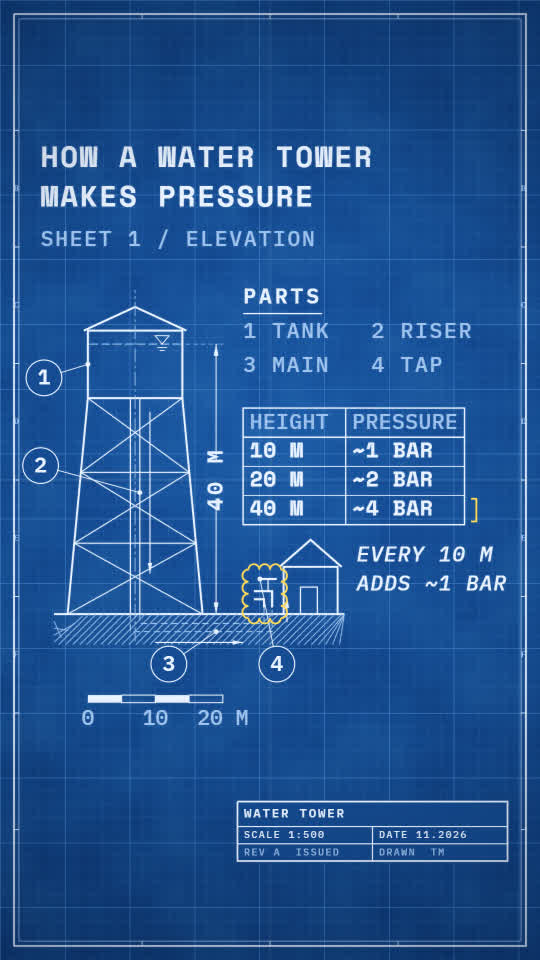 HOW A WATER TOWER
MAKES PRESSURE
SHEET 1 / ELEVATION
PARTS
1 TANK 2 RISER
3 MAIN 4 TAP
1
2
40 M
HEIGHT PRESSURE
10 M ~1 BAR
20 M ~2 BAR
40 M ~4 BAR
EVERY 10 M
ADDS ~1 BAR
3
4
0 10 20 M
WATER TOWER
SCALE 1:500 DATE 11.2026
REV A ISSUED DRAWN TM